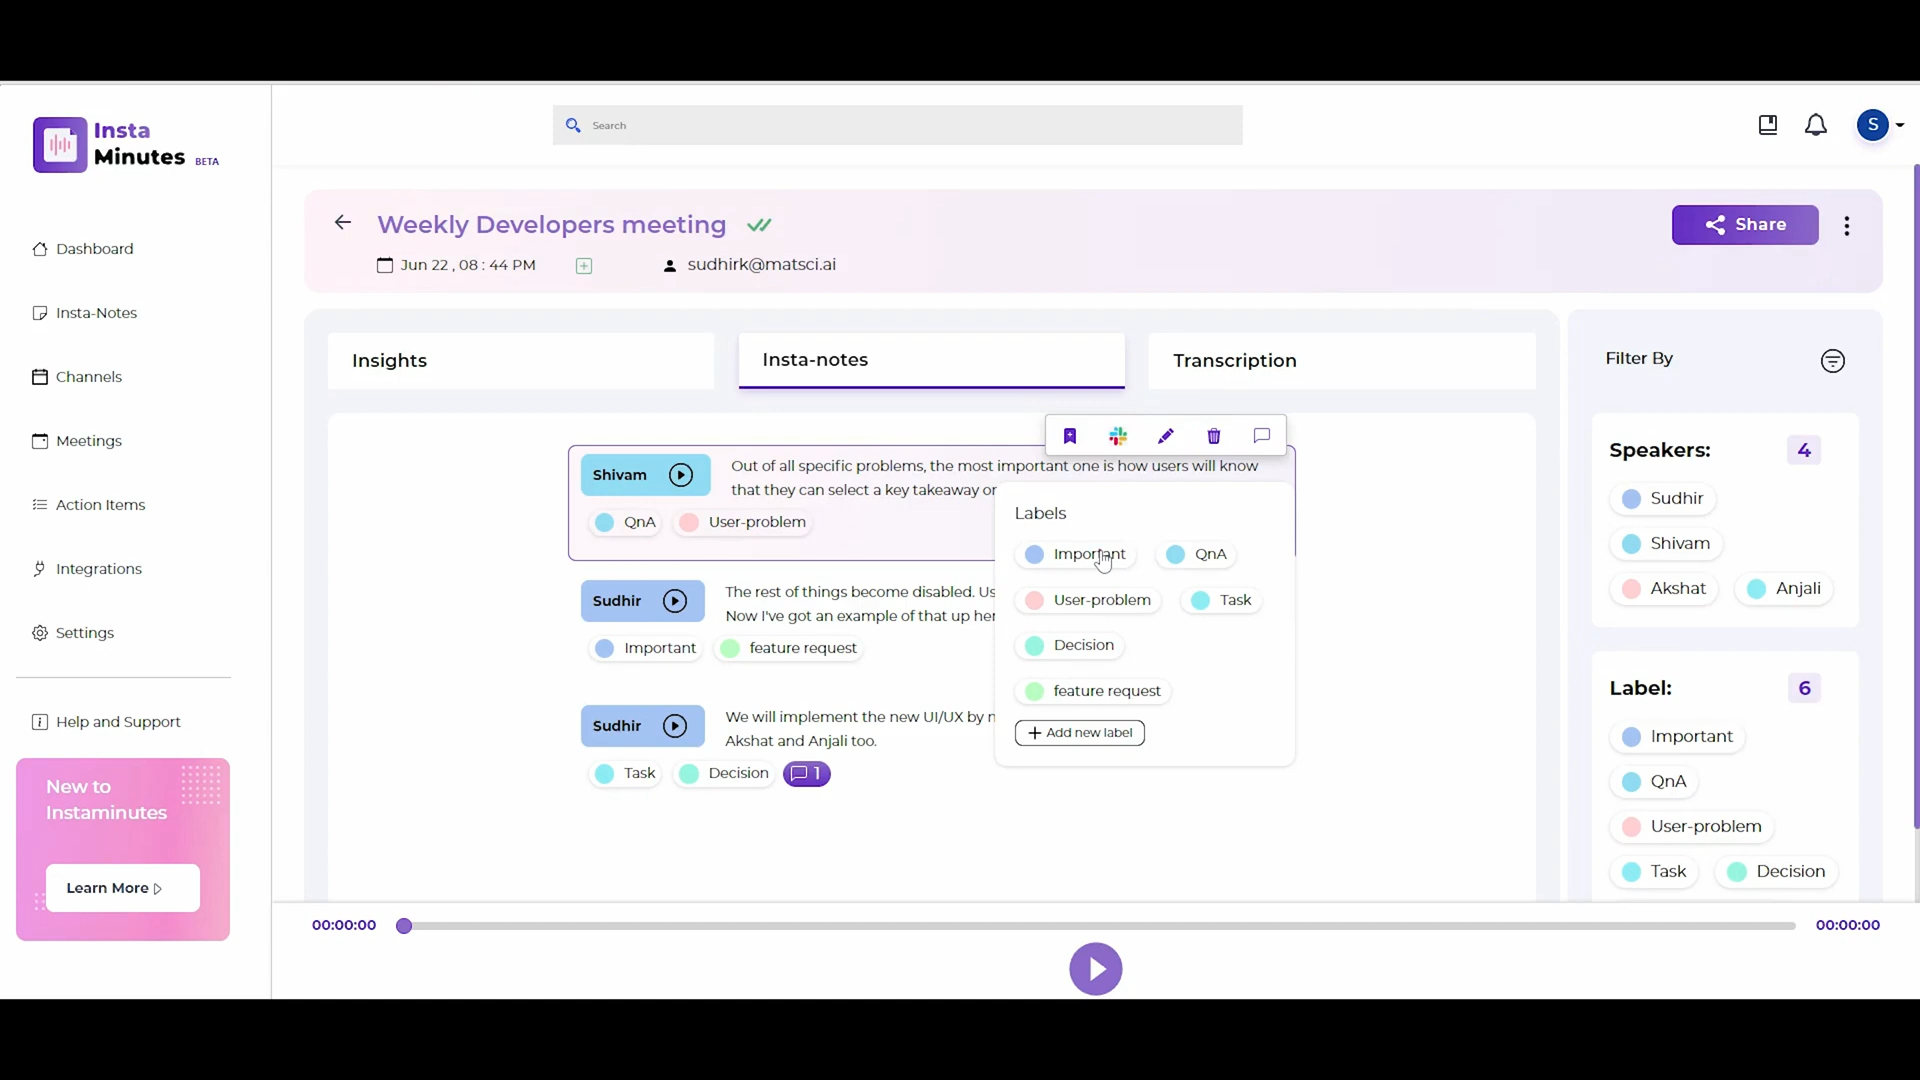 Insta
Minutes BETA
Search
S
Dashboard
Insta-Notes
Channels
Meetings
Action Items
Integrations
Settings
Help and Support
New to
Instaminutes
Learn More
Weekly Developers meeting
Share
Jun 22 , 08 : 44 PM
sudhirk@matsci.ai
Insights
Insta-notes
Transcription
Shivam
Out of all specific problems, the most important one is how users will know
that they can select a key takeaway or
QnA User-problem
Sudhir
The rest of things become disabled.
Now I've got an example of that up
Important feature request
Sudhir
We will implement the new UI/UX by
Akshat and Anjali too.
Task Decision 1
Labels
Important QnA
User-problem Task
Decision
feature request
+ Add new label
Filter By
Speakers: 4
Sudhir
Shivam
Akshat Anjali
Label: 6
Important
QnA
User-problem
Task Decision
00:00:00
00:00:00